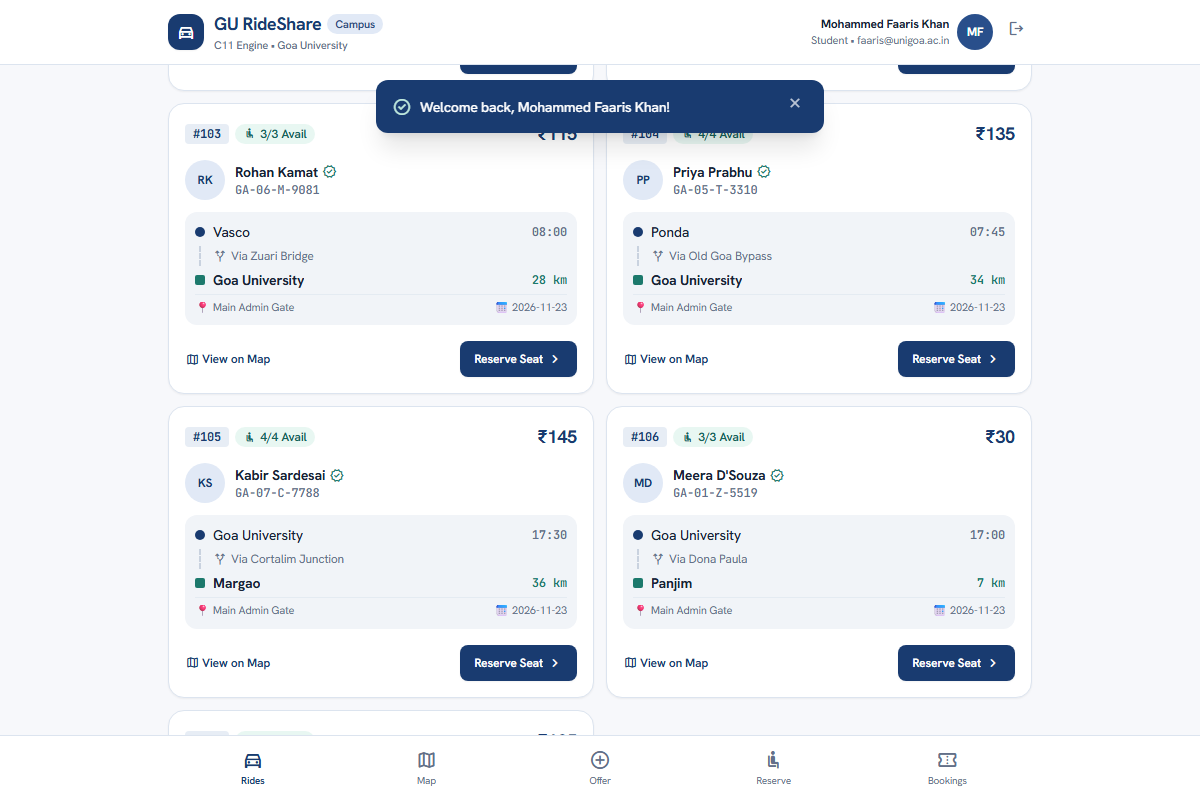 GU RideShare Campus
C11 Engine • Goa University
Mohammed Faaris Khan
Student • faaris@unigoa.ac.in
MF
Welcome back, Mohammed Faaris Khan!
#103 3/3 Avail ₹115
RK
Rohan Kamat
GA-06-M-9081
Vasco 08:00
Via Zuari Bridge
Goa University 28 km
Main Admin Gate 2026-11-23
View on Map Reserve Seat
#104 4/4 Avail ₹135
PP
Priya Prabhu
GA-05-T-3310
Ponda 07:45
Via Old Goa Bypass
Goa University 34 km
Main Admin Gate 2026-11-23
View on Map Reserve Seat
#105 4/4 Avail ₹145
KS
Kabir Sardesai
GA-07-C-7788
Goa University 17:30
Via Cortalim Junction
Margao 36 km
Main Admin Gate 2026-11-23
View on Map Reserve Seat
#106 3/3 Avail ₹30
MD
Meera D'Souza
GA-01-Z-5519
Goa University 17:00
Via Dona Paula
Panjim 7 km
Main Admin Gate 2026-11-23
View on Map Reserve Seat
Rides
Map
Offer
Reserve
Bookings